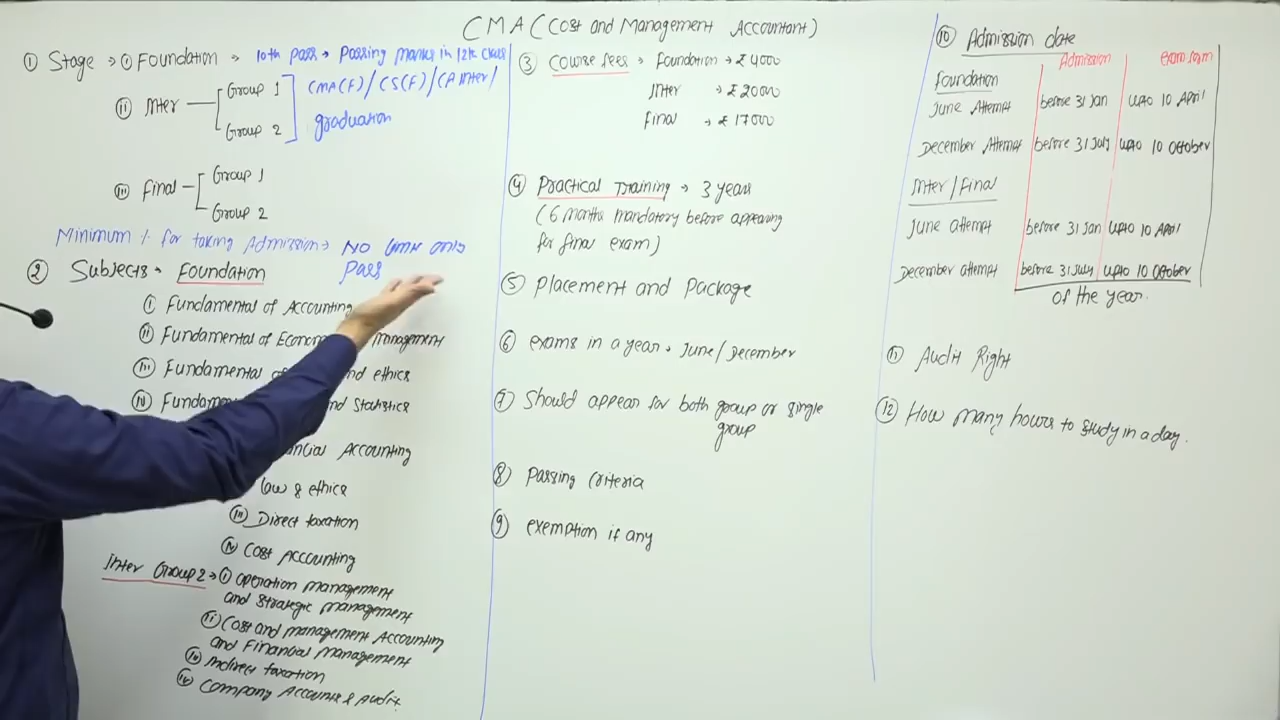 CMA (Cost and Management Accountant)
① Stage → ① Foundation → 10th pass → Passing marks in 12th class
ⅱ Inter — Group 1
Group 2
CMA(F)/CS(F)/CA Inter/
graduation
ⅲ Final — Group 1
Group 2
Minimum % for taking Admission → NO limit only
Pass
② Subjects → Foundation
ⅰ Fundamental of Accounting
ⅱ Fundamental of Econo management
ⅲ Fundamental of nd ethics
ⅳ Fundamen nd Statistics
ancial Accounting
law & ethics
ⅲ Direct taxation
ⅳ Cost Accounting
Inter Group 2 → ① Operation management
and strategic management
ⅱ Cost and management Accounting
and Financial management
Indirect taxation
ⅳ Company Accounts & Audit
③ Course fees → Foundation → ₹ 4000
Inter → ₹ 20000
Final → ₹ 17000
④ Practical Training → 3 years
(6 months mandatory before appearing
for final exam)
⑤ Placement and Package
⑥ exams in a year → June/December
⑦ Should appear for both group or single
group
⑧ Passing Criteria
⑨ exemption if any
⑩ Admission date
Admission exam form
Foundation
June Attempt before 31 Jan upto 10 April
December Attempt before 31 July upto 10 October
Inter/Final
June attempt before 31 Jan upto 10 April
December attempt before 31 July upto 10 October
of the year.
⑪ Audit Right
⑫ How many hours to study in a day.